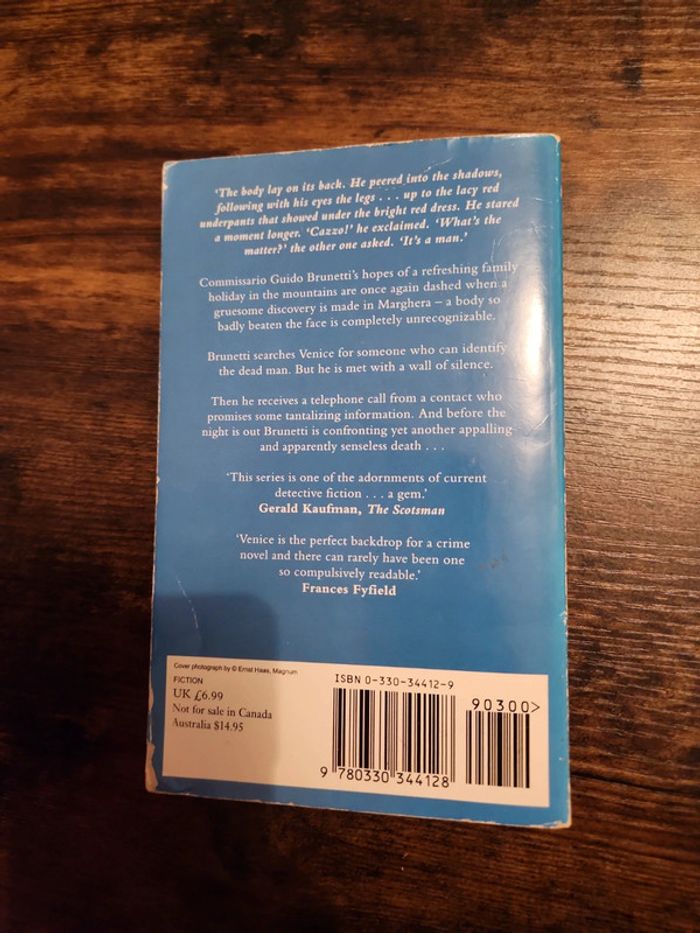 'The body lay on its back. He peered into the shadows,
following with his eyes the legs . . . up to the lacy red
underpants that showed under the bright red dress. He stared
a moment longer. 'Cazzo!' he exclaimed. 'What's the
matter?' the other one asked. 'It's a man.'
Commissario Guido Brunetti's hopes of a refreshing family
holiday in the mountains are once again dashed when a
gruesome discovery is made in Marghera – a body so
badly beaten the face is completely unrecognizable.
Brunetti searches Venice for someone who can identify
the dead man. But he is met with a wall of silence.
Then he receives a telephone call from a contact who
promises some tantalizing information. And before the
night is out Brunetti is confronting yet another appalling
and apparently senseless death . . .
'This series is one of the adornments of current
detective fiction . . . a gem.'
Gerald Kaufman, The Scotsman
'Venice is the perfect backdrop for a crime
novel and there can rarely have been one
so compulsively readable.'
Frances Fyfield
Cover photograph by © Ernst Haas, Magnum
FICTION
UK £6.99
Not for sale in Canada
Australia $14.95
ISBN 0-330-34412-9
90300>
9 780330 344128